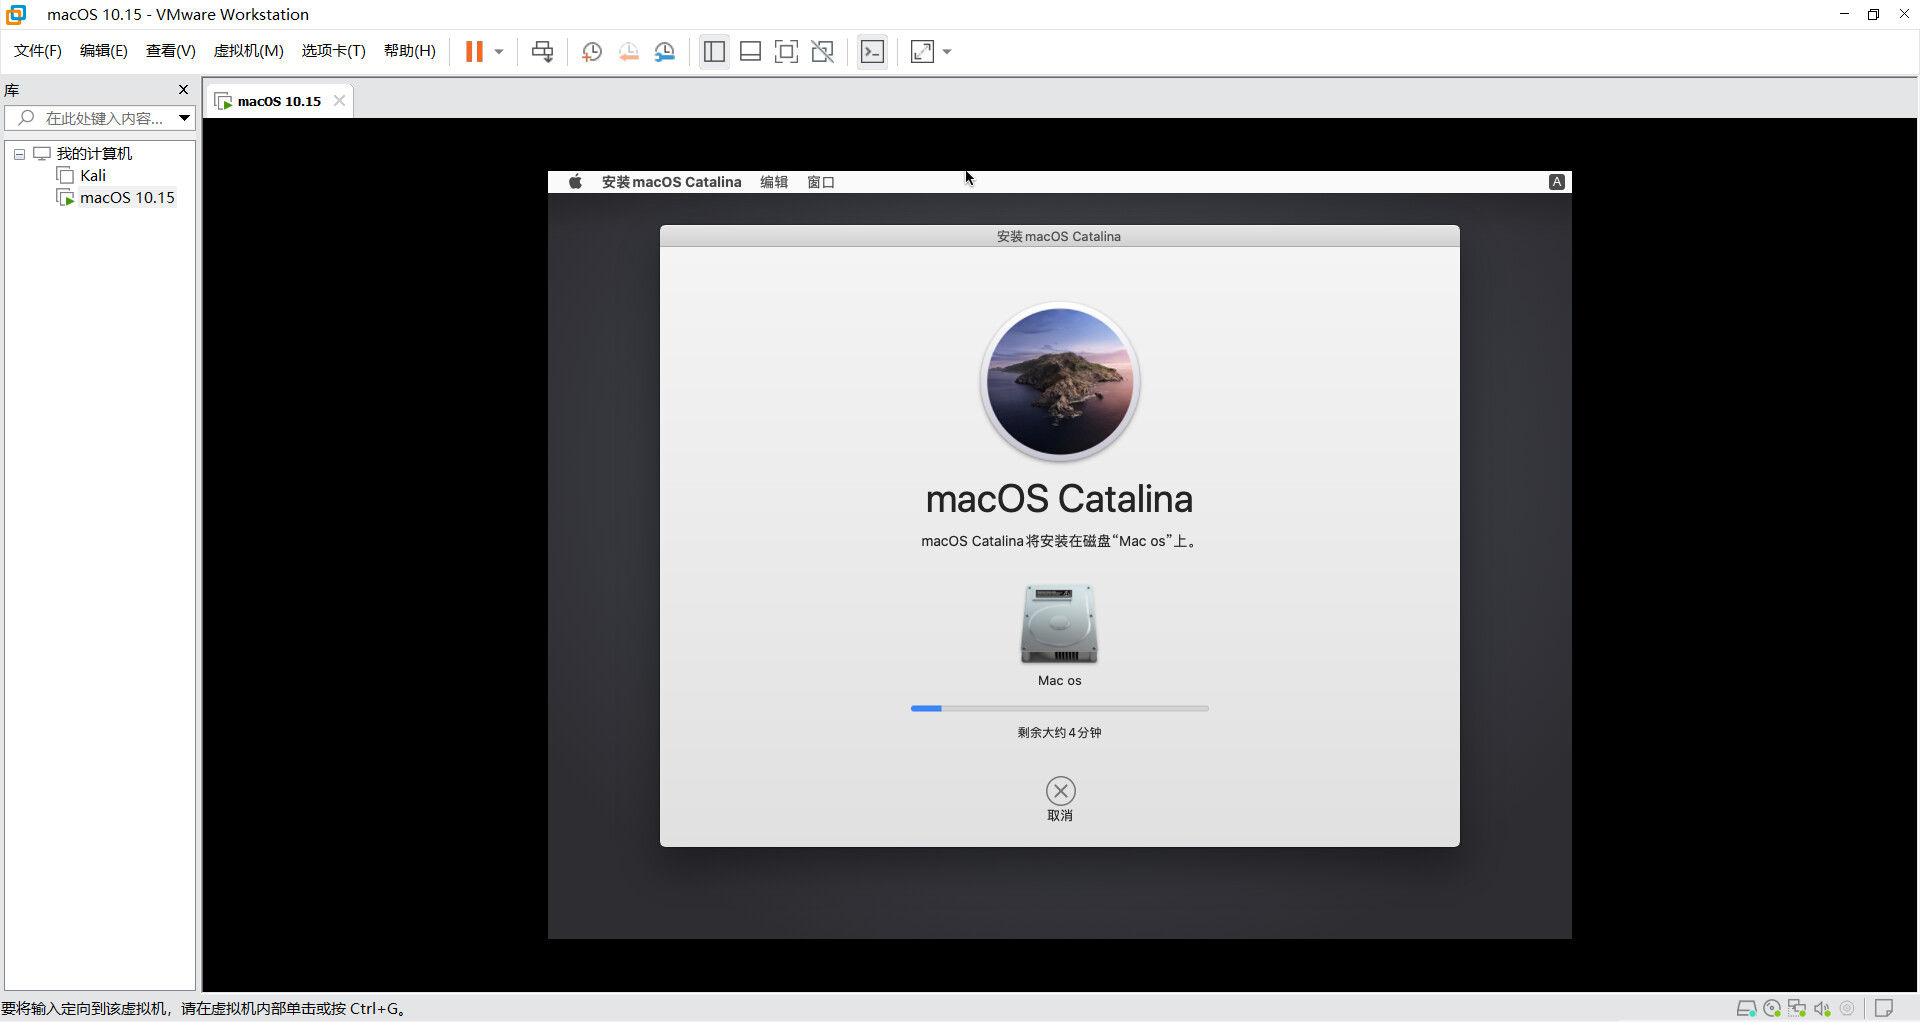 macOS 10.15 - VMware Workstation
文件(F) 编辑(E) 查看(V) 虚拟机(M) 选项卡(T) 帮助(H)
库
macOS 10.15
在此处键入内容...
我的计算机
Kali
macOS 10.15
安装macOS Catalina 编辑 窗口
A
安装macOS Catalina
macOS Catalina
macOS Catalina将安装在磁盘“Mac os”上。
Mac os
剩余大约4分钟
取消
要将输入定向到该虚拟机，请在虚拟机内部单击或按 Ctrl+G。